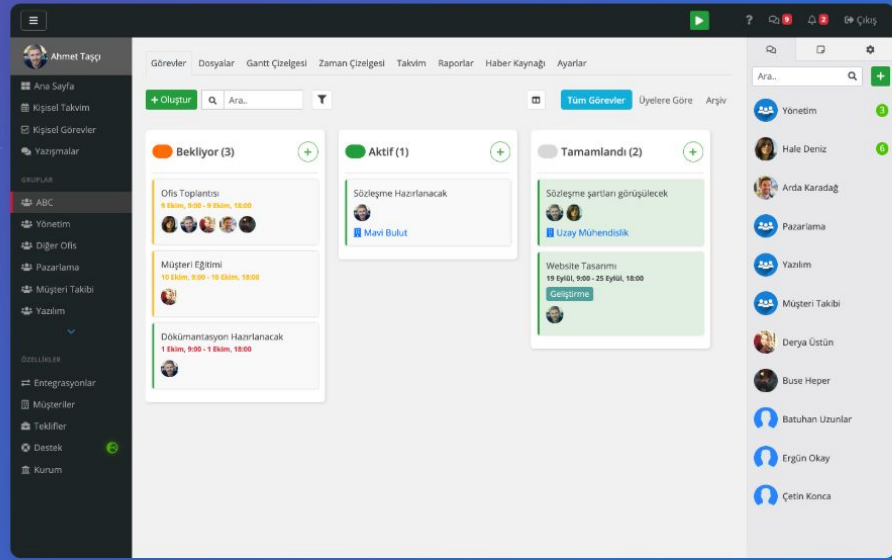 ?
9
2
Çıkış
Ahmet Taşçı
Ana Sayfa
Kişisel Takvim
Kişisel Görevler
Yazışmalar
GRUPLAR
ABC
Yönetim
Diğer Ofis
Pazarlama
Müşteri Takibi
Yazılım
ÖZELLİKLER
Entegrasyonlar
Müşteriler
Teklifler
Destek
Kurum
Görevler Dosyalar Gantt Çizelgesi Zaman Çizelgesi Takvim Raporlar Haber Kaynağı Ayarlar
+ Oluştur Ara.. Tüm Görevler Üyelere Göre Arşiv
Bekliyor (3)
Ofis Toplantısı
9 Ekim, 9:00 - 9 Ekim, 18:00
Müşteri Eğitimi
10 Ekim, 9:00 - 16 Ekim, 18:00
Dökümantasyon Hazırlanacak
1 Ekim, 9:00 - 1 Ekim, 18:00
Aktif (1)
Sözleşme Hazırlanacak
Mavi Bulut
Tamamlandı (2)
Sözleşme şartları görüşülecek
Uzay Mühendislik
Website Tasarımı
19 Eylül, 9:00 - 25 Eylül, 18:00
Geliştirme
Ara..
Yönetim 3
Hale Deniz 6
Arda Karadağ
Pazarlama
Yazılım
Müşteri Takibi
Derya Üstün
Buse Heper
Batuhan Uzunlar
Ergün Okay
Çetin Konca